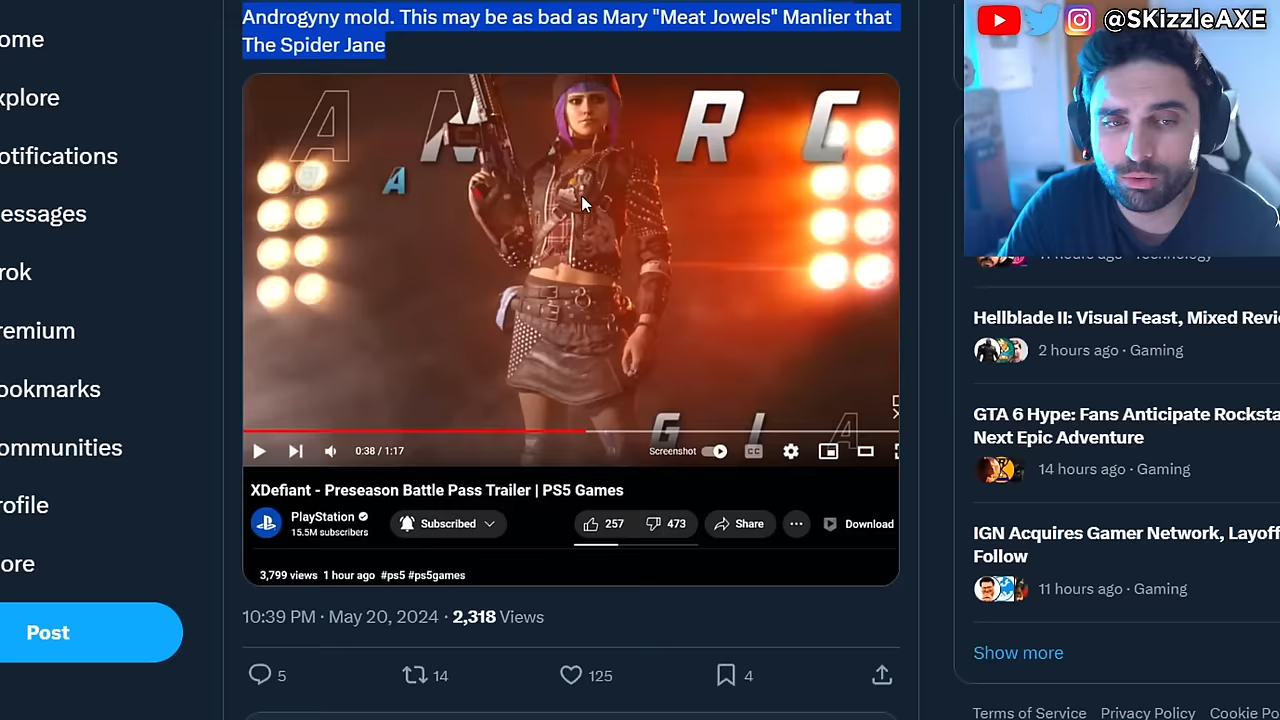 Androgyny mold. This may be as bad as Mary "Meat Jowels" Manlier that
The Spider Jane
@SKizzleAXE
ome
xplore
otifications
essages
rok
remium
ookmarks
ommunities
rofile
ore
Post
A N R C
A
G I A
0:38 / 1:17
Screenshot
CC
XDefiant - Preseason Battle Pass Trailer | PS5 Games
PlayStation
15.5M subscribers
Subscribed
257
473
Share
Download
3,799 views 1 hour ago #ps5 #ps5games
10:39 PM · May 20, 2024 · 2,318 Views
5
14
125
4
11 hours ago · Technology
Hellblade II: Visual Feast, Mixed Revi
2 hours ago · Gaming
GTA 6 Hype: Fans Anticipate Rocksta
Next Epic Adventure
14 hours ago · Gaming
IGN Acquires Gamer Network, Layoff
Follow
11 hours ago · Gaming
Show more
Terms of Service Privacy Policy Cookie Po